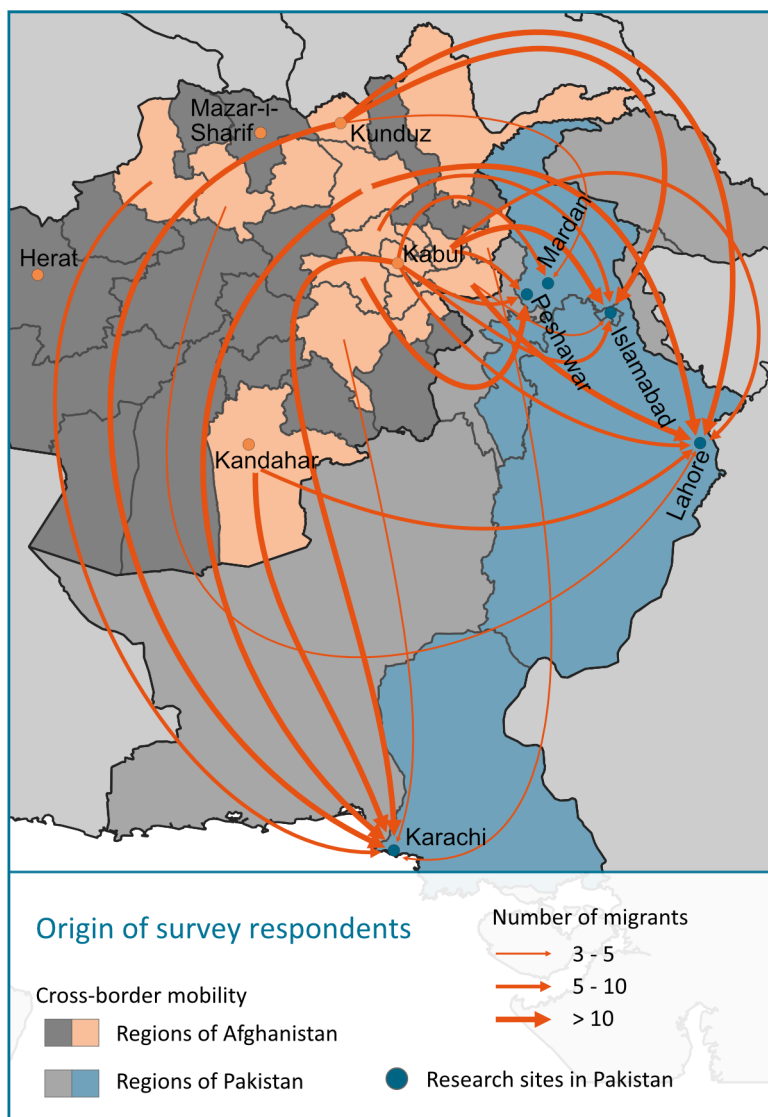 Mazar-i-
Sharif
Kunduz
Herat
Kabul
Mardan
Peshawar
Islamabad
Kandahar
Lahore
Karachi
Origin of survey respondents
Cross-border mobility
Regions of Afghanistan
Regions of Pakistan
Number of migrants
3 - 5
5 - 10
> 10
Research sites in Pakistan